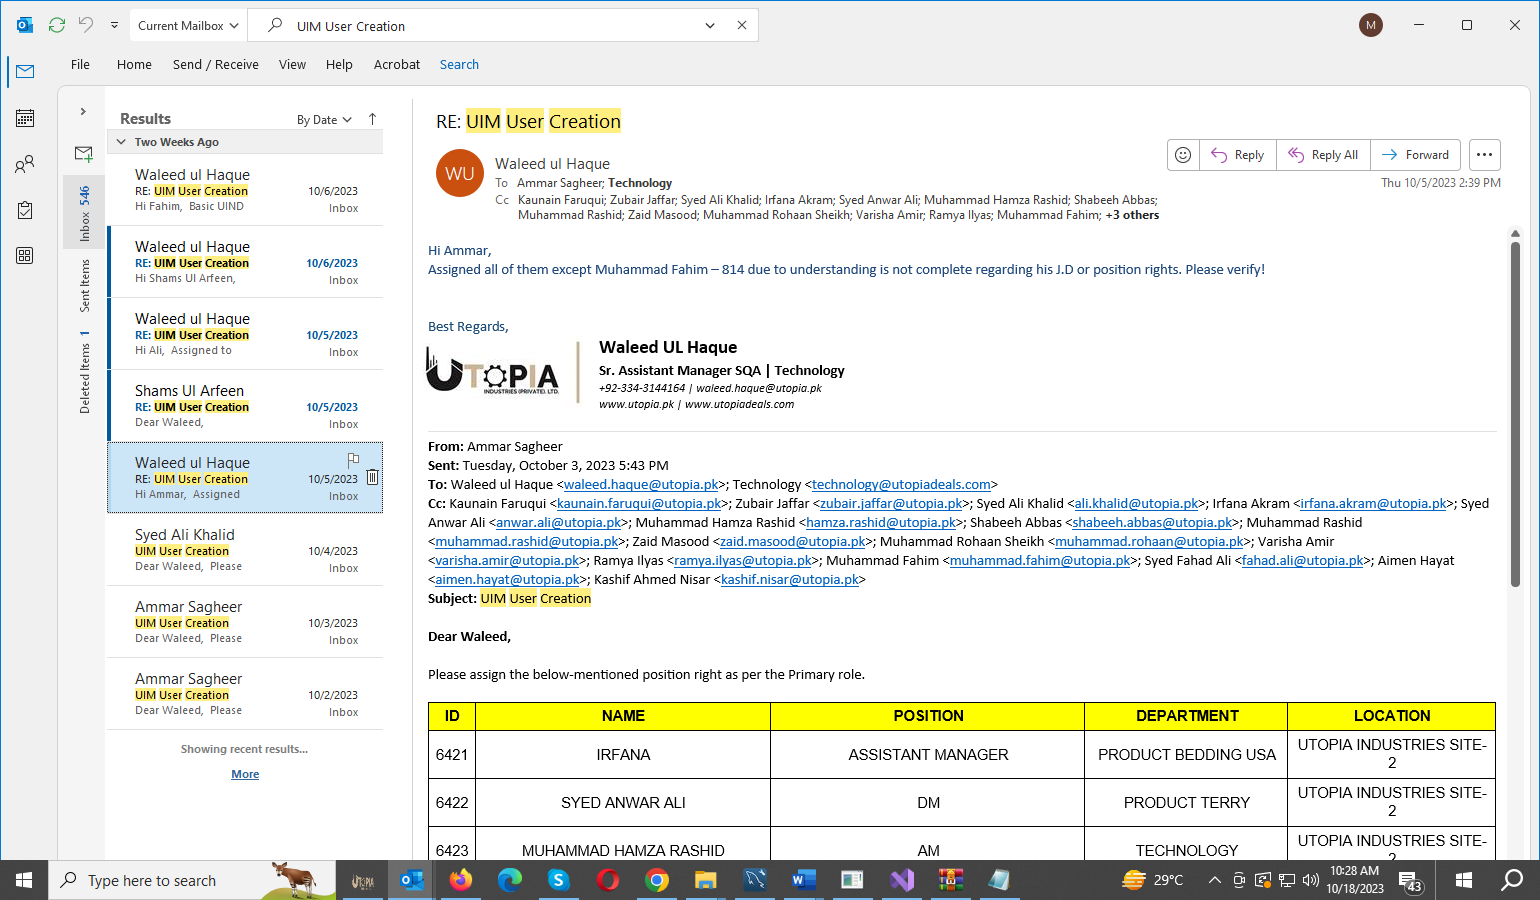 Current Mailbox
UIM User Creation
M
File Home Send / Receive View Help Acrobat Search
Results
By Date
Two Weeks Ago
Inbox 546
Sent Items
Deleted Items 1
Waleed ul Haque
RE: UIM User Creation 10/6/2023
Hi Fahim, Basic UIND Inbox
Waleed ul Haque
RE: UIM User Creation 10/6/2023
Hi Shams Ul Arfeen, Inbox
Waleed ul Haque
RE: UIM User Creation 10/5/2023
Hi Ali, Assigned to Inbox
Shams Ul Arfeen
RE: UIM User Creation 10/5/2023
Dear Waleed, Inbox
Waleed ul Haque
RE: UIM User Creation 10/5/2023
Hi Ammar, Assigned Inbox
Syed Ali Khalid
UIM User Creation 10/4/2023
Dear Waleed, Please Inbox
Ammar Sagheer
UIM User Creation 10/3/2023
Dear Waleed, Please Inbox
Ammar Sagheer
UIM User Creation 10/2/2023
Dear Waleed, Please Inbox
Showing recent results...
More
RE: UIM User Creation
WU
Waleed ul Haque
Reply Reply All Forward
To Ammar Sagheer; Technology
Thu 10/5/2023 2:39 PM
Cc Kaunain Faruqui; Zubair Jaffar; Syed Ali Khalid; Irfana Akram; Syed Anwar Ali; Muhammad Hamza Rashid; Shabeeh Abbas;
Muhammad Rashid; Zaid Masood; Muhammad Rohaan Sheikh; Varisha Amir; Ramya Ilyas; Muhammad Fahim; +3 others
Hi Ammar,
Assigned all of them except Muhammad Fahim – 814 due to understanding is not complete regarding his J.D or position rights. Please verify!
Best Regards,
UTOPIA
INDUSTRIES (PRIVATE). LTD.
Waleed UL Haque
Sr. Assistant Manager SQA | Technology
+92-334-3144164 | waleed.haque@utopia.pk
www.utopia.pk | www.utopiadeals.com
From: Ammar Sagheer
Sent: Tuesday, October 3, 2023 5:43 PM
To: Waleed ul Haque <waleed.haque@utopia.pk>; Technology <technology@utopiadeals.com>
Cc: Kaunain Faruqui <kaunain.faruqui@utopia.pk>; Zubair Jaffar <zubair.jaffar@utopia.pk>; Syed Ali Khalid <ali.khalid@utopia.pk>; Irfana Akram <irfana.akram@utopia.pk>; Syed
Anwar Ali <anwar.ali@utopia.pk>; Muhammad Hamza Rashid <hamza.rashid@utopia.pk>; Shabeeh Abbas <shabeeh.abbas@utopia.pk>; Muhammad Rashid
<muhammad.rashid@utopia.pk>; Zaid Masood <zaid.masood@utopia.pk>; Muhammad Rohaan Sheikh <muhammad.rohaan@utopia.pk>; Varisha Amir
<varisha.amir@utopia.pk>; Ramya Ilyas <ramya.ilyas@utopia.pk>; Muhammad Fahim <muhammad.fahim@utopia.pk>; Syed Fahad Ali <fahad.ali@utopia.pk>; Aimen Hayat
<aimen.hayat@utopia.pk>; Kashif Ahmed Nisar <kashif.nisar@utopia.pk>
Subject: UIM User Creation
Dear Waleed,
Please assign the below-mentioned position right as per the Primary role.
ID NAME POSITION DEPARTMENT LOCATION
6421 IRFANA ASSISTANT MANAGER PRODUCT BEDDING USA UTOPIA INDUSTRIES SITE-
2
6422 SYED ANWAR ALI DM PRODUCT TERRY UTOPIA INDUSTRIES SITE-
2
6423 MUHAMMAD HAMZA RASHID AM TECHNOLOGY UTOPIA INDUSTRIES SITE-
2
Type here to search
UTOPIA
29°C
10:28 AM
10/18/2023
43